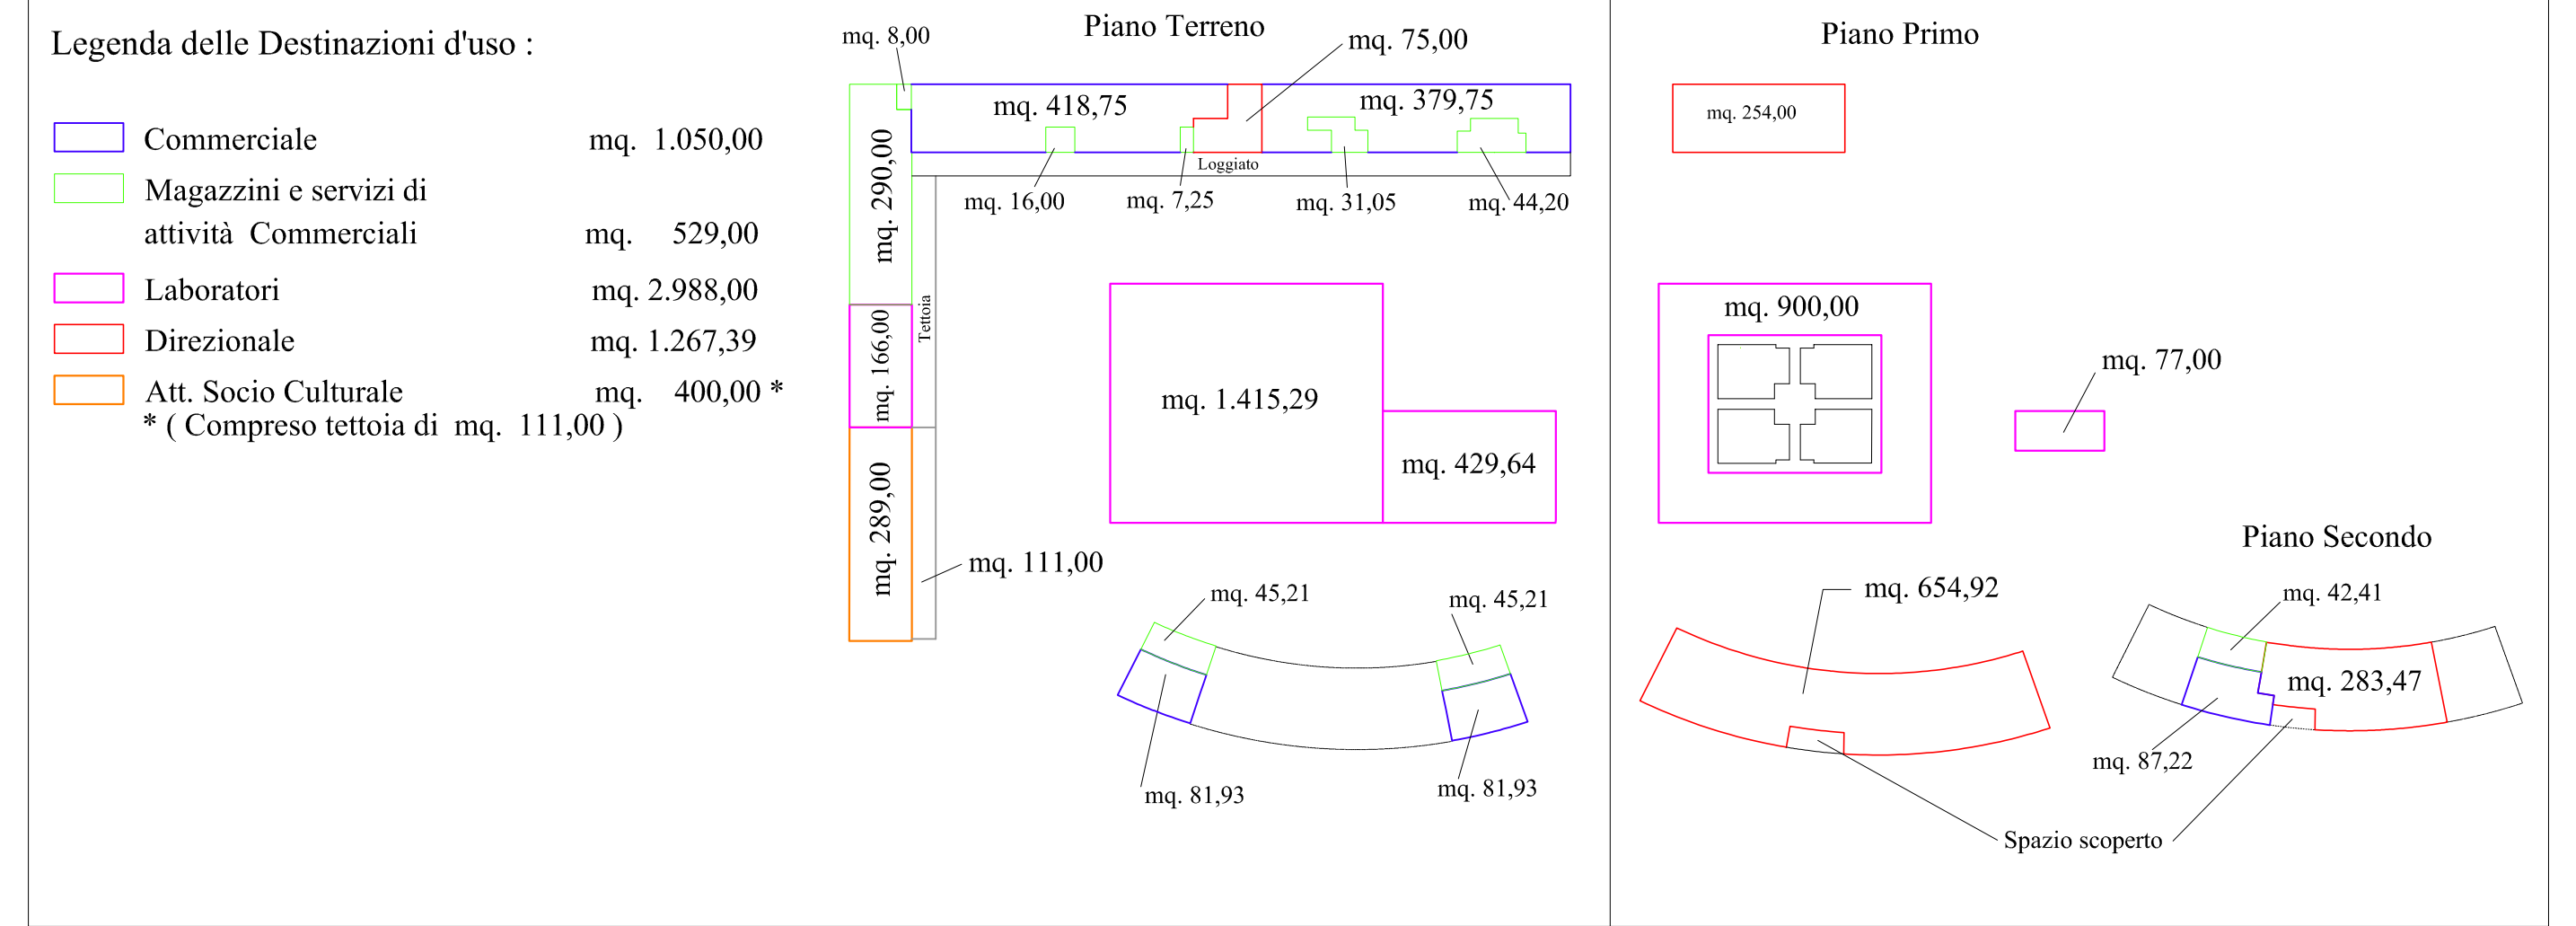 Legenda delle Destinazioni d'uso :
Commerciale mq. 1.050,00
Magazzini e servizi di
attività Commerciali mq. 529,00
Laboratori mq. 2.988,00
Direzionale mq. 1.267,39
Att. Socio Culturale mq. 400,00 *
* ( Compreso tettoia di mq. 111,00 )
Piano Terreno
mq. 8,00
mq. 75,00
mq. 418,75
mq. 379,75
mq. 290,00
Loggiato
mq. 16,00
mq. 7,25
mq. 31,05
mq. 44,20
Tettoia
mq. 166,00
mq. 1.415,29
mq. 429,64
mq. 289,00
mq. 111,00
mq. 45,21
mq. 45,21
mq. 81,93
mq. 81,93
Piano Primo
mq. 254,00
mq. 900,00
mq. 77,00
mq. 654,92
Piano Secondo
mq. 42,41
mq. 283,47
mq. 87,22
Spazio scoperto